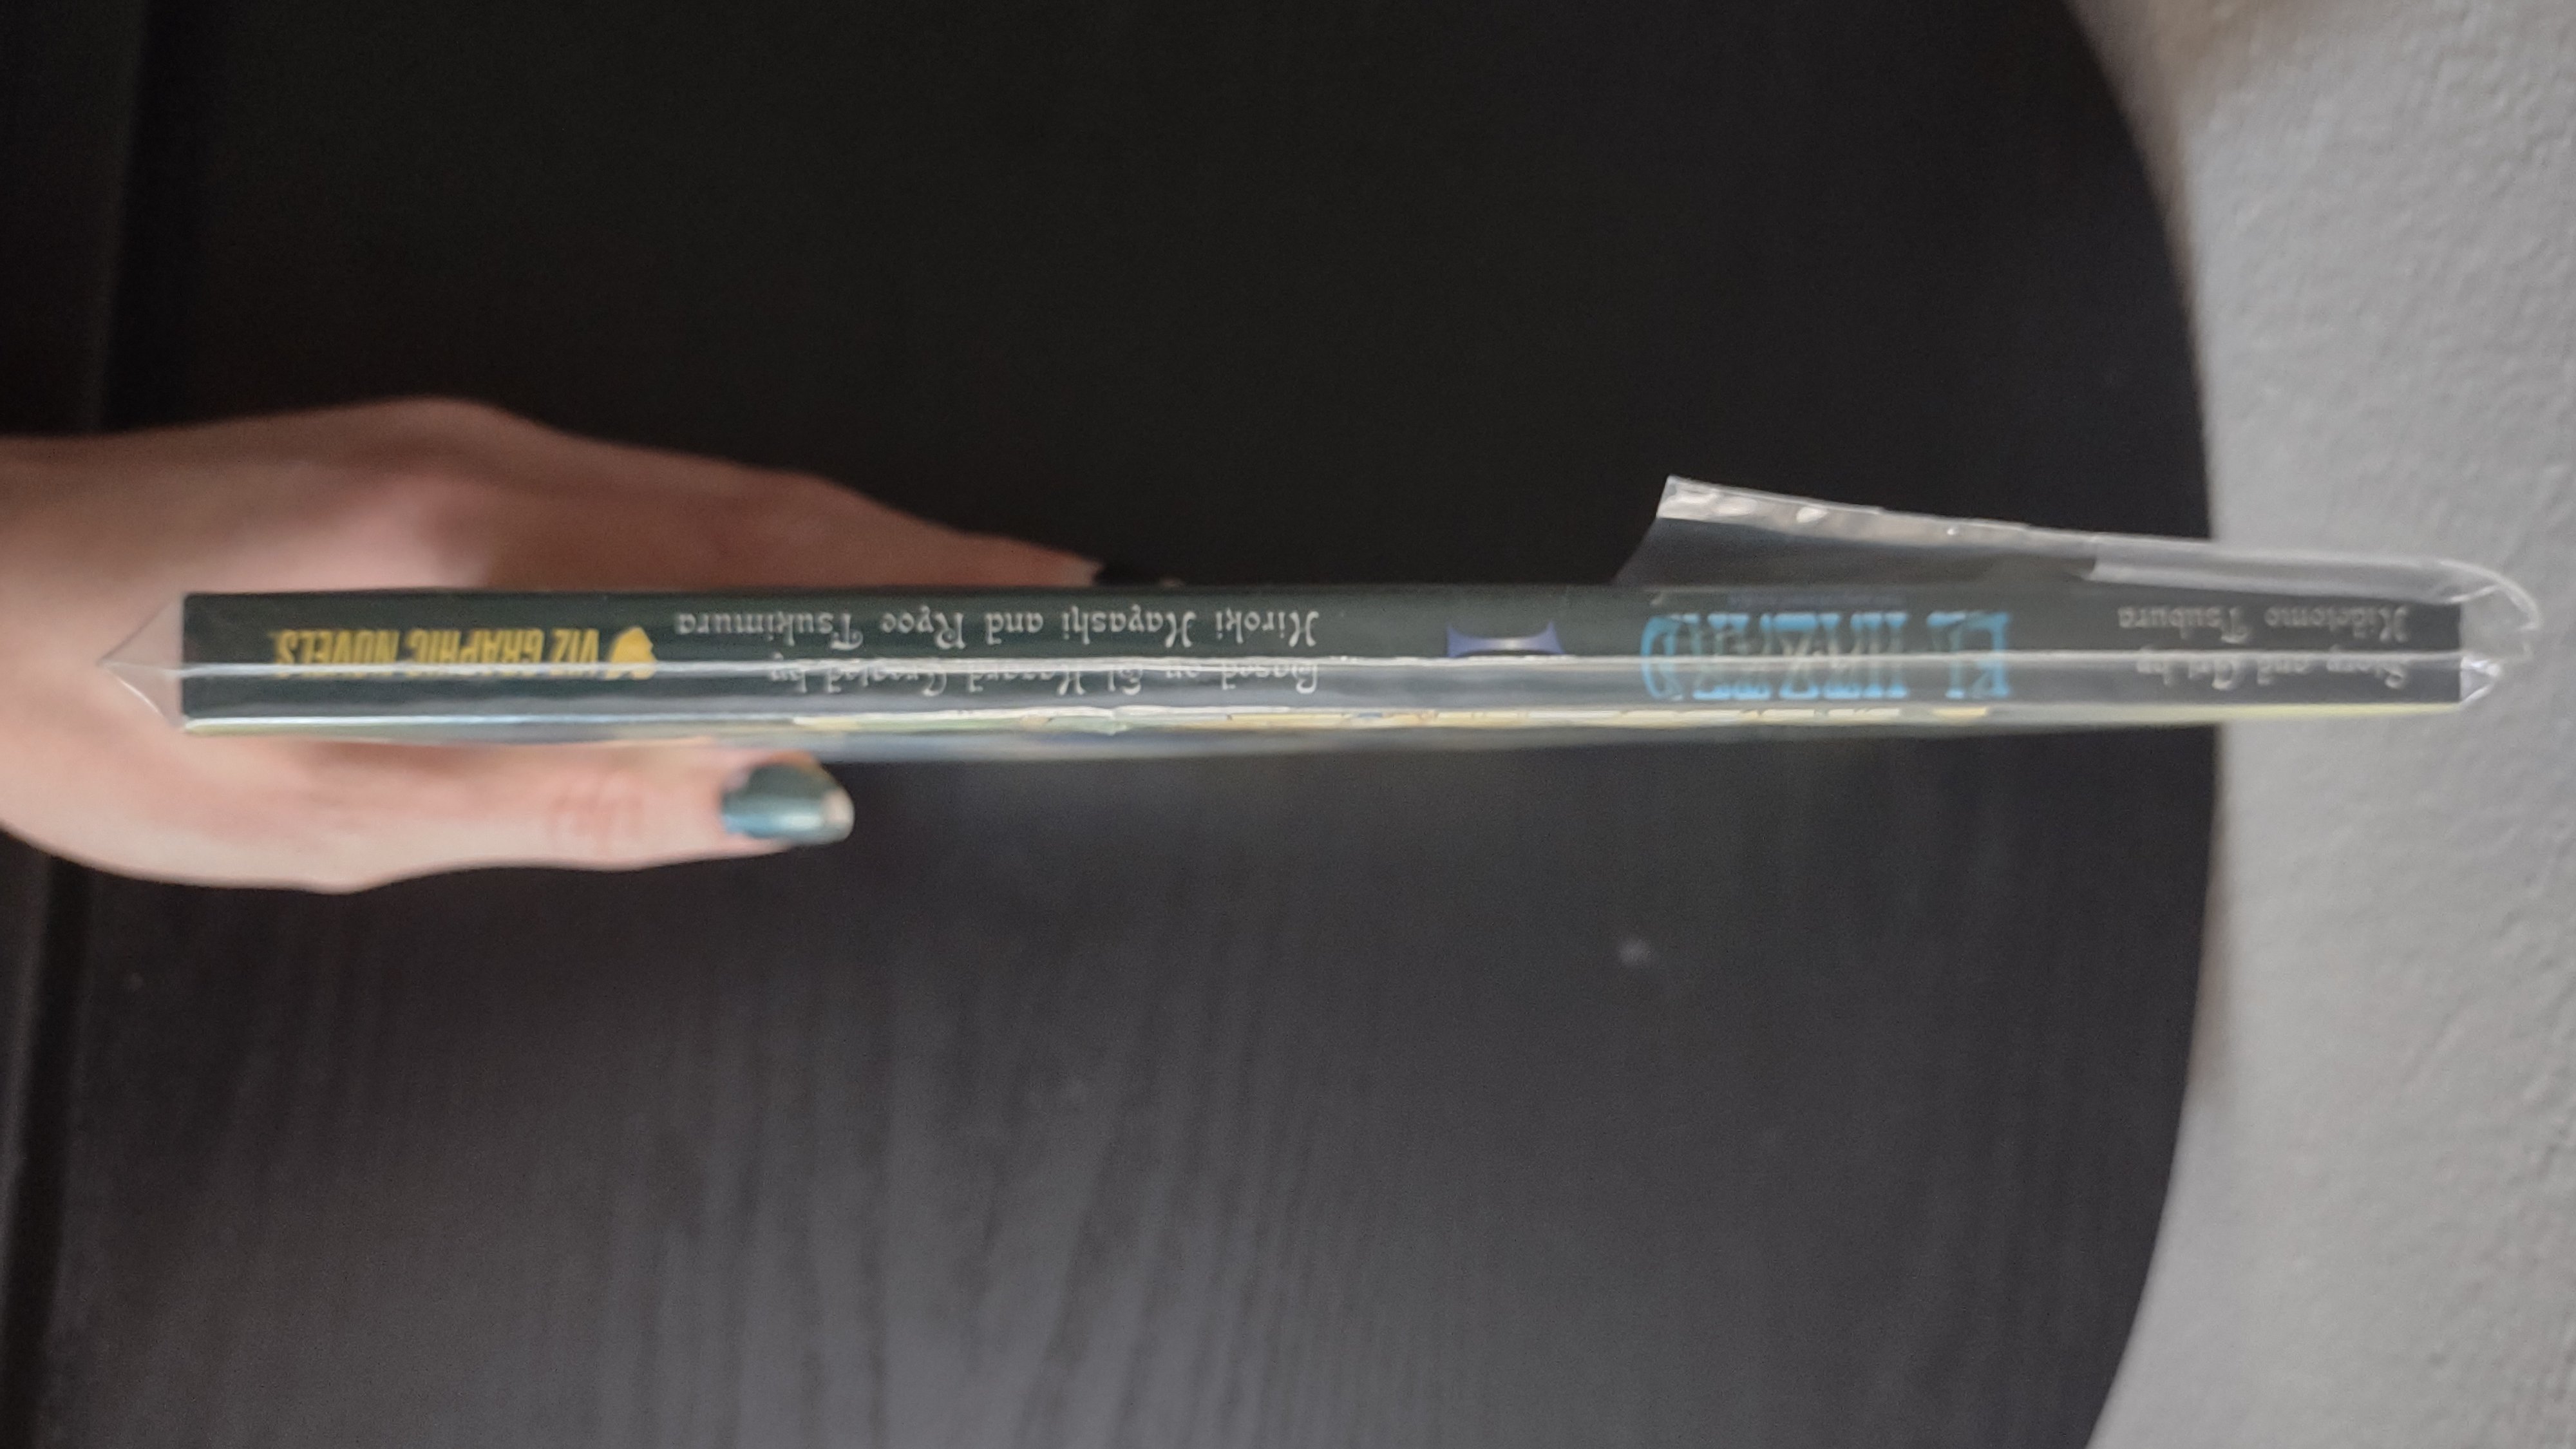 Story and Art by
Hidetomo Tsubura
EL HAZARD
Based on El Hazard Created by
Hiroki Hayashi and Ryoe Tsukimura
VIZ GRAPHIC NOVELS